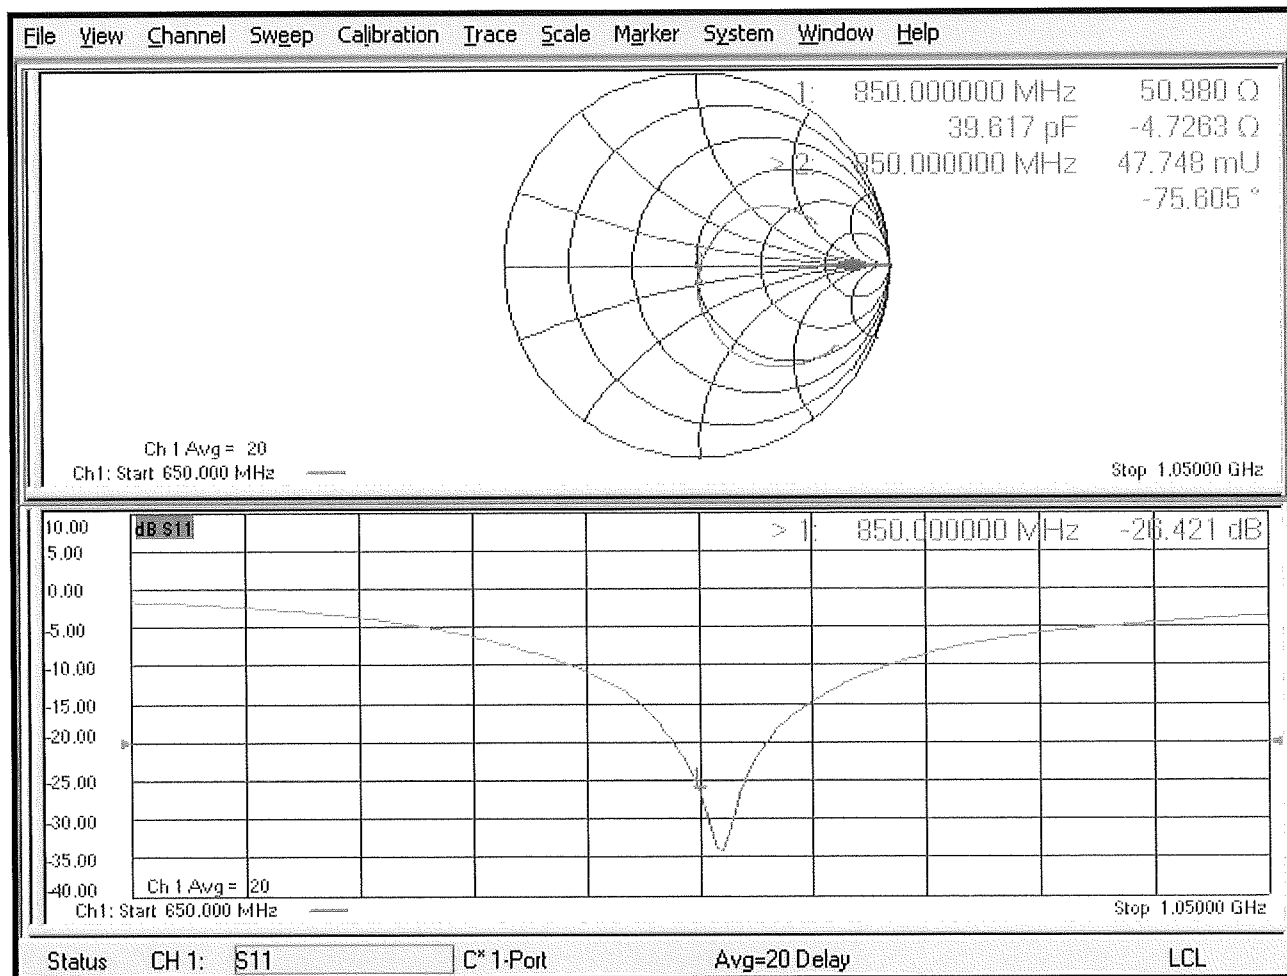 File View Channel Sweep Calibration Trace Scale Marker System Window Help
1: 850.000000 MHz 50.980 Ω
39.617 pF -4.7263 Ω
> 2: 850.000000 MHz 47.748 mU
-75.605 °
Ch 1 Avg = 20
Ch1: Start 650.000 MHz
Stop 1.05000 GHz
10.00
dB S11
> 1: 850.000000 MHz -26.421 dB
5.00
0.00
-5.00
-10.00
-15.00
-20.00
-25.00
-30.00
-35.00
-40.00
Ch 1 Avg = 20
Ch1: Start 650.000 MHz
Stop 1.05000 GHz
Status CH 1: S11 C* 1-Port Avg=20 Delay LCL